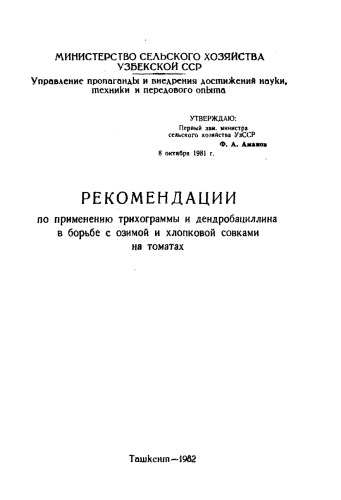 МИНИСТЕРСТВО СЕЛЬСКОГО ХОЗЯЙСТВА
УЗБЕКСКОЙ ССР
Управление пропаганды и внедрения достижений науки,
техники и передового опыта
УТВЕРЖДАЮ:
Первый зам. министра
сельского хозяйства УзССР
Ф. А. Аманов
8 октября 1981 г.
РЕКОМЕНДАЦИИ
по применению трихограммы и дендробациллина
в борьбе с озимой и хлопковой совками
на томатах
Ташкент—1982